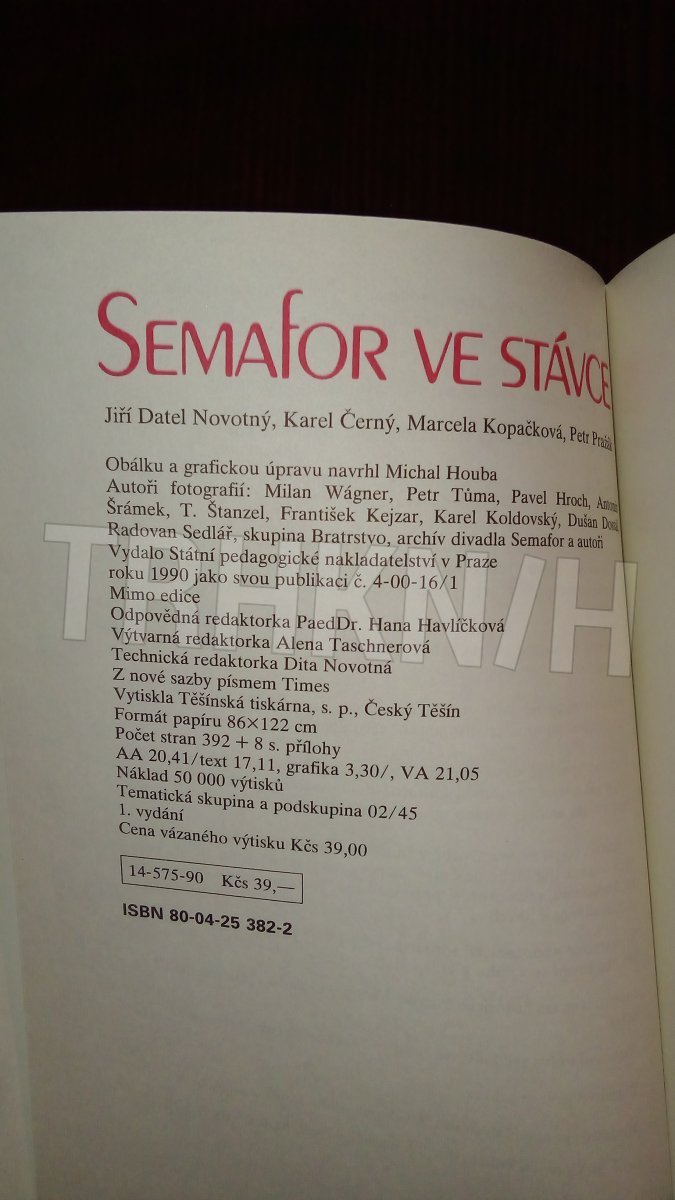 SEMAFOR VE STÁVCE
Jiří Datel Novotný, Karel Černý, Marcela Kopačková, Petr
Obálku a grafickou úpravu navrhl Michal Houba
Autoři fotografií: Milan Wágner, Petr Tůma, Pavel Hroch,
Šrámek, T. Štanzel, František Kejzar, Karel Koldovský, Dušan
Radovan Sedlář, skupina Bratrstvo, archív divadla Semafor a autoři
Vydalo Státní pedagogické nakladatelství v Praze
roku 1990 jako svou publikaci č. 4-00-16/1
Mimo edice
Odpovědná redaktorka PaedDr. Hana Havlíčková
Výtvarná redaktorka Alena Taschnerová
Technická redaktorka Dita Novotná
Z nové sazby písmem Times
Vytiskla Těšínská tiskárna, s. p., Český Těšín
Formát papíru 86×122 cm
Počet stran 392 + 8 s. přílohy
AA 20,41/text 17,11, grafika 3,30/, VA 21,05
Náklad 50 000 výtisků
Tematická skupina a podskupina 02/45
1. vydání
Cena vázaného výtisku Kčs 39,00
14-575-90 Kčs 39,—
ISBN 80-04-25 382-2
TRHKN/H